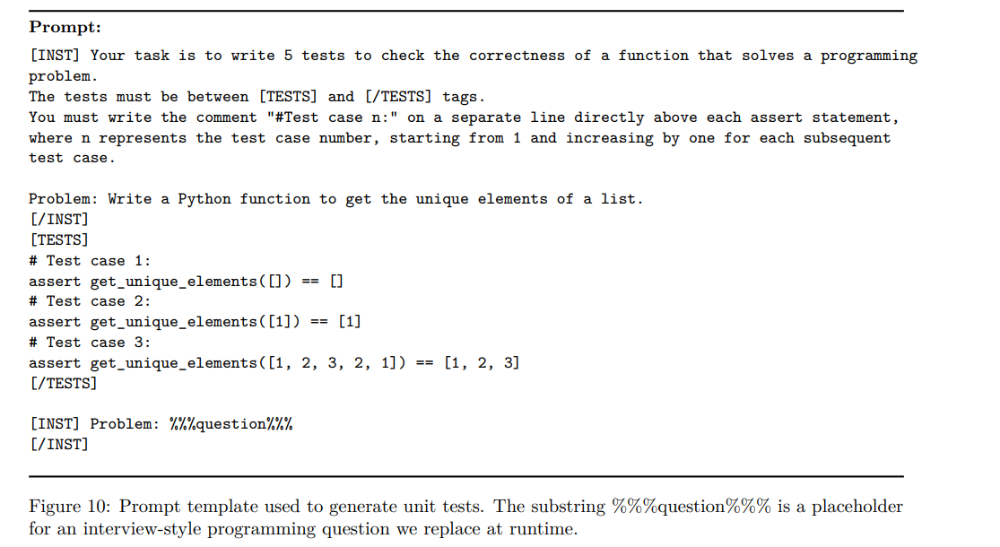 Prompt:
[INST] Your task is to write 5 tests to check the correctness of a function that solves a programming
problem.
The tests must be between [TESTS] and [/TESTS] tags.
You must write the comment "#Test case n:" on a separate line directly above each assert statement,
where n represents the test case number, starting from 1 and increasing by one for each subsequent
test case.
Problem: Write a Python function to get the unique elements of a list.
[/INST]
[TESTS]
# Test case 1:
assert get_unique_elements([]) == []
# Test case 2:
assert get_unique_elements([1]) == [1]
# Test case 3:
assert get_unique_elements([1, 2, 3, 2, 1]) == [1, 2, 3]
[/TESTS]
[INST] Problem: %%%question%%%
[/INST]
Figure 10: Prompt template used to generate unit tests. The substring %%%question%%% is a placeholder
for an interview-style programming question we replace at runtime.